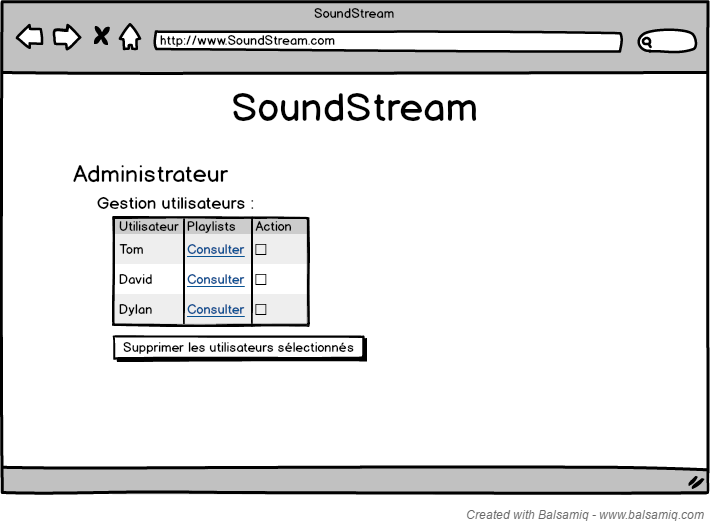 SoundStream
http://www.SoundStream.com
SoundStream
Administrateur
Gestion utilisateurs :
Utilisateur Playlists Action
Tom Consulter
David Consulter
Dylan Consulter
Supprimer les utilisateurs sélectionnés
Created with Balsamiq - www.balsamiq.com